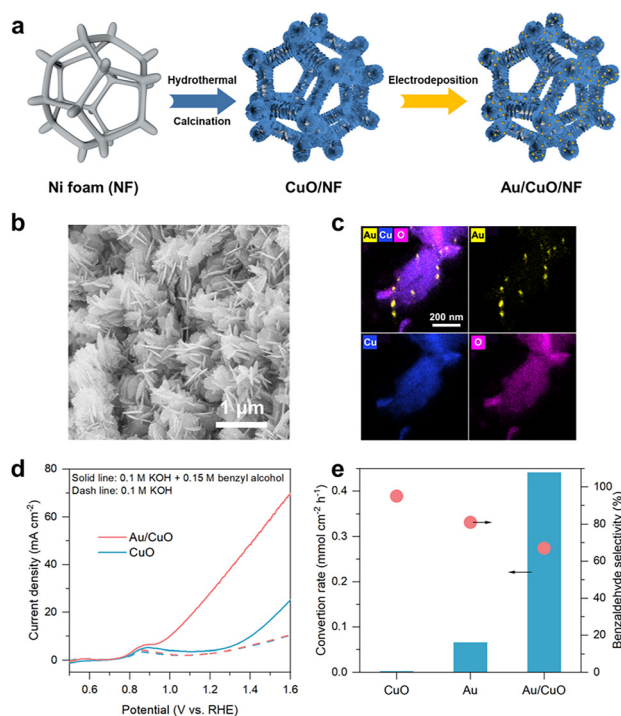 a
Hydrothermal
Calcination
Electrodeposition
Ni foam (NF)
CuO/NF
Au/CuO/NF
b
1 μm
c
Au Cu O
200 nm
Au
Cu
O
d
Solid line: 0.1 M KOH + 0.15 M benzyl alcohol
Dash line: 0.1 M KOH
Au/CuO
CuO
Current density (mA cm⁻²)
80
70
60
50
40
30
20
10
0
0.6 0.8 1.0 1.2 1.4 1.6
Potential (V vs. RHE)
e
Convertion rate (mmol cm⁻² h⁻¹)
0.4
0.3
0.2
0.1
0.0
CuO Au Au/CuO
100
80
60
40
20
0
Benzaldehyde selectivity (%)